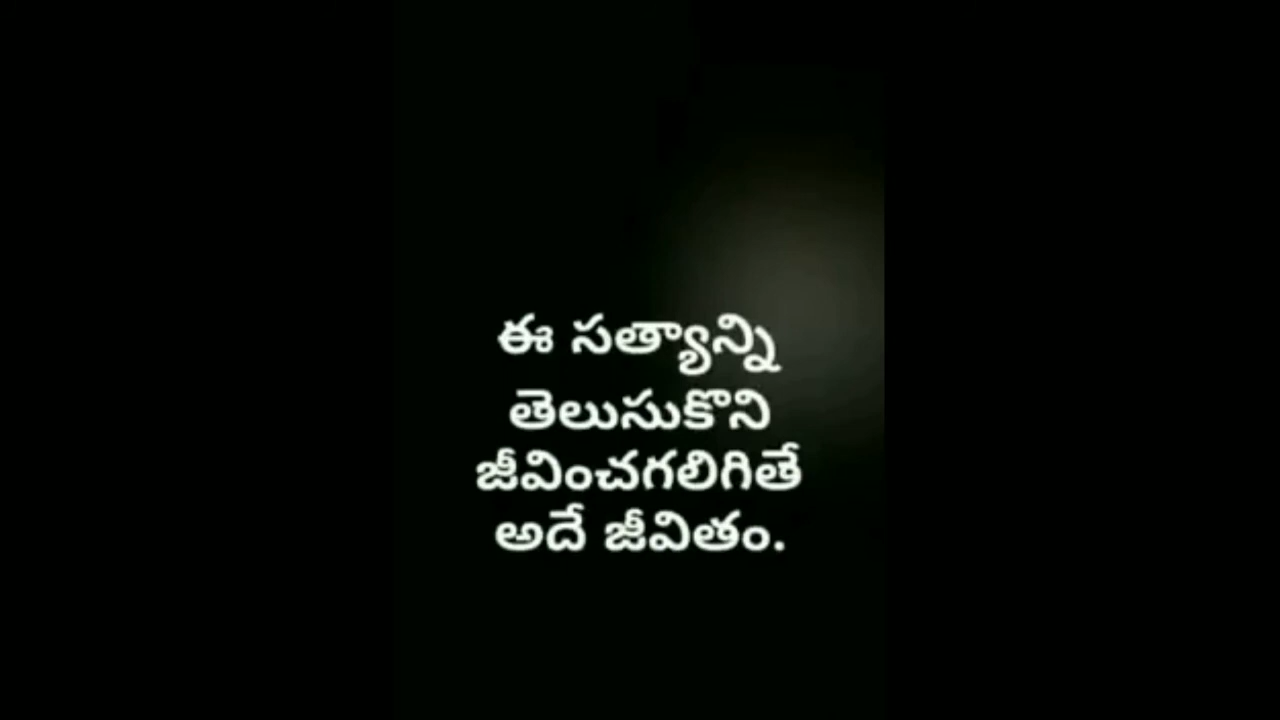 ఈ సత్యాన్ని
తెలుసుకొని
జీవించగలిగితే
అదే జీవితం.